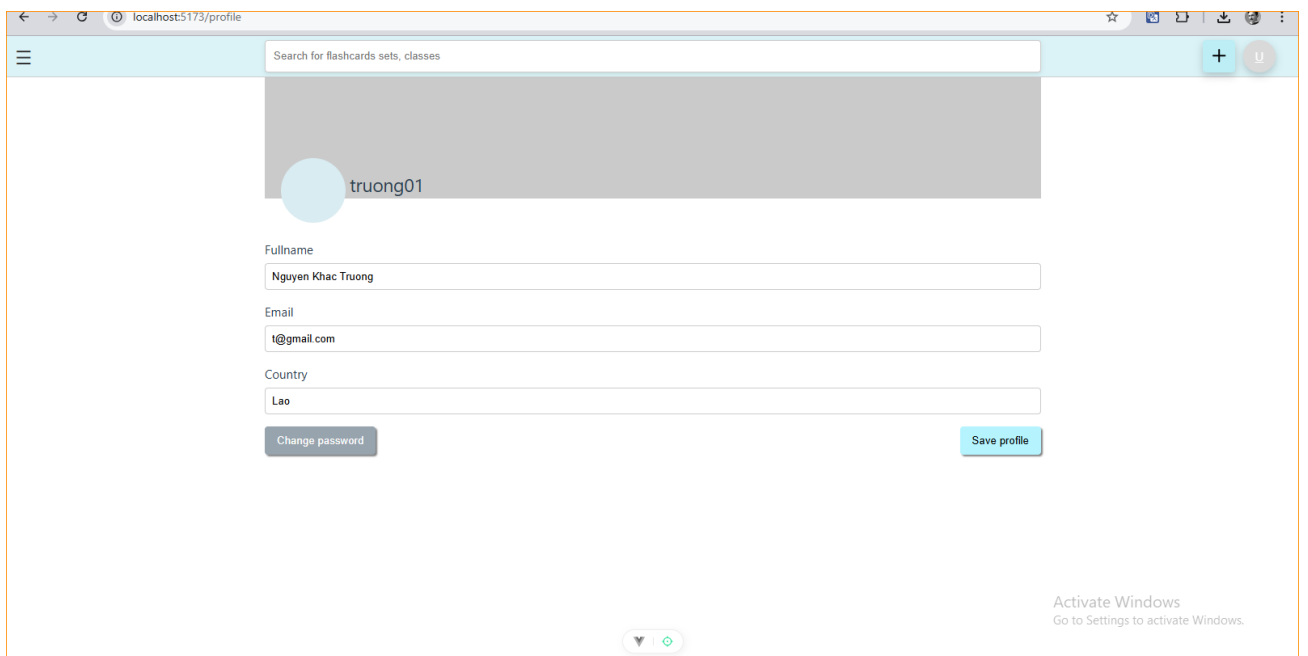 localhost:5173/profile
Search for flashcards sets, classes
+ U
truong01
Fullname
Nguyen Khac Truong
Email
t@gmail.com
Country
Lao
Change password Save profile
Activate Windows
Go to Settings to activate Windows.